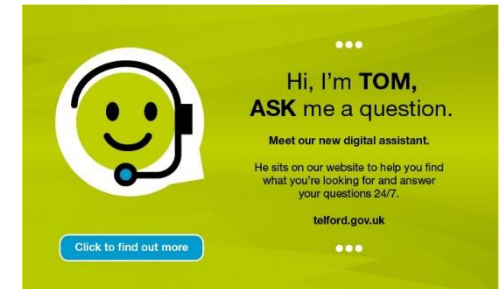 Hi, I'm TOM,
ASK me a question.
Meet our new digital assistant.
He sits on our website to help you find
what you're looking for and answer
your questions 24/7.
telford.gov.uk
Click to find out more